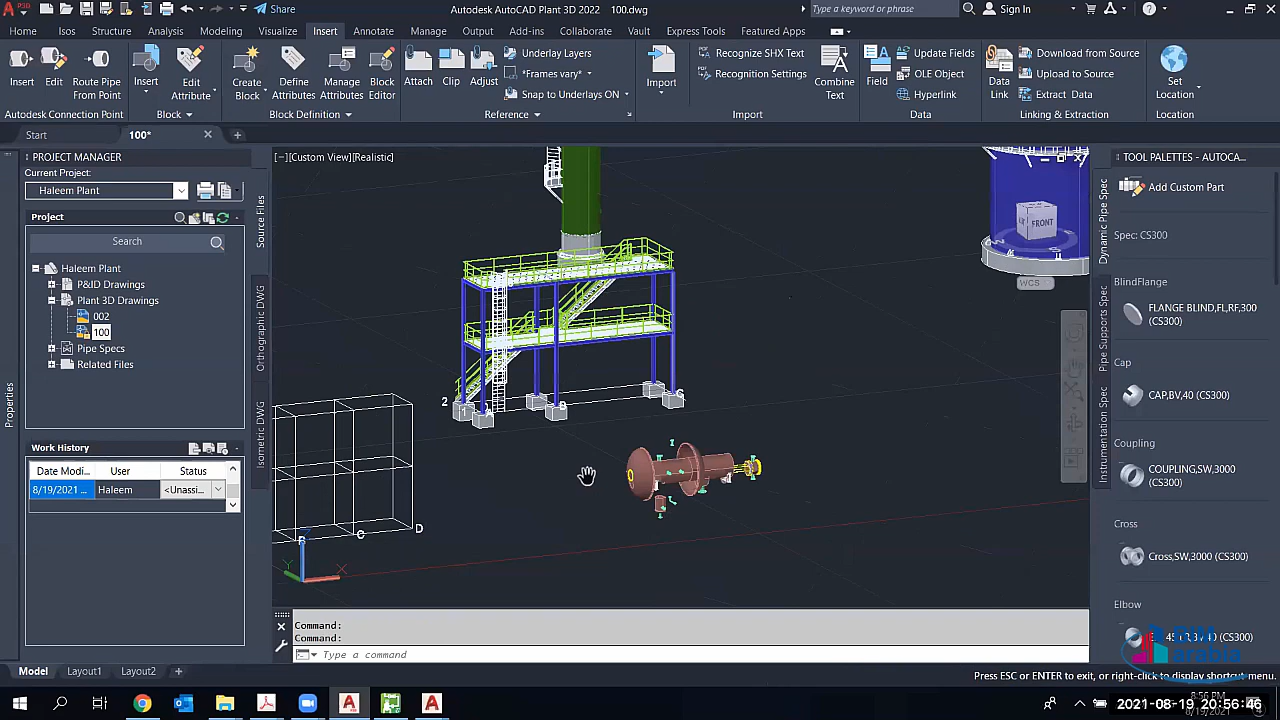 Share
Autodesk AutoCAD Plant 3D 2022 100.dwg
Type a keyword or phrase
Sign In
Home Isos Structure Analysis Modeling Visualize Insert Annotate Manage Output Add-ins Collaborate Vault Express Tools Featured Apps
Insert
Edit
Route Pipe From Point
Autodesk Connection Point
Insert
Edit Attribute
Block
Create Block
Define Attributes
Manage Attributes
Block Editor
Block Definition
Attach
Clip
Adjust
Underlay Layers
*Frames vary*
Snap to Underlays ON
Reference
Import
Recognize SHX Text
Recognition Settings
Combine Text
Import
Field
Update Fields
OLE Object
Hyperlink
Data
Data Link
Download from Source
Upload to Source
Extract Data
Linking & Extraction
Set Location
Location
Start
100*
PROJECT MANAGER
Current Project:
Haleem Plant
Project
Search
Haleem Plant
P&ID Drawings
Plant 3D Drawings
002
100
Pipe Specs
Related Files
Source Files
Orthographic DWG
Isometric DWG
Properties
Work History
Date Modi...
User
Status
8/19/2021 ...
Haleem
<Unassi...
[−][Custom View][Realistic]
FRONT
WCS
2
1
B
B
C
D
Y
X
TOOL PALETTES - AUTOCA...
Add Custom Part
Spec: CS300
BlindFlange
FLANGE BLIND,FL,RF,300 (CS300)
Cap
CAP,BV,40 (CS300)
Coupling
COUPLING,SW,3000 (CS300)
Cross
Cross,SW,3000 (CS300)
Elbow
(CS300)
Dynamic Pipe Spec
Pipe Supports Spec
Instrumentation Spec
BIM
arabia
Command:
Command:
Type a command
Model
Layout1
Layout2
Press ESC or ENTER to exit, or right-click to display shortcut menu.
2021-08-19 20:56:46